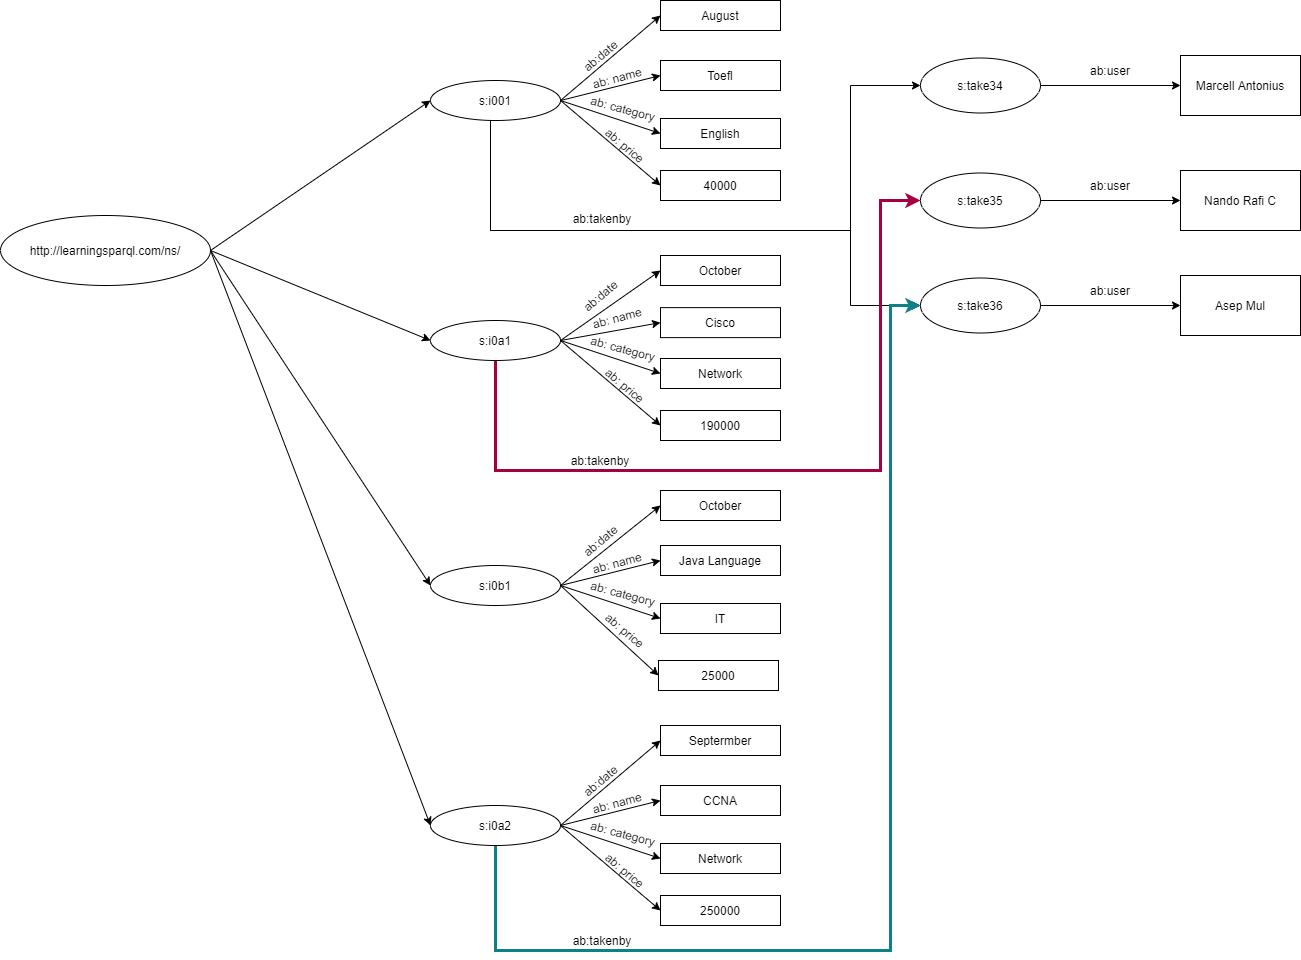 http://learningsparql.com/ns/
s:i001
ab:date
August
ab: name
Toefl
ab: category
English
ab: price
40000
ab:takenby
s:take34
ab:user
Marcell Antonius
s:take35
ab:user
Nando Rafi C
s:take36
ab:user
Asep Mul
s:i0a1
ab:date
October
ab: name
Cisco
ab: category
Network
ab: price
190000
ab:takenby
s:i0b1
ab:date
October
ab: name
Java Language
ab: category
IT
ab: price
25000
s:i0a2
ab:date
Septermber
ab: name
CCNA
ab: category
Network
ab: price
250000
ab:takenby